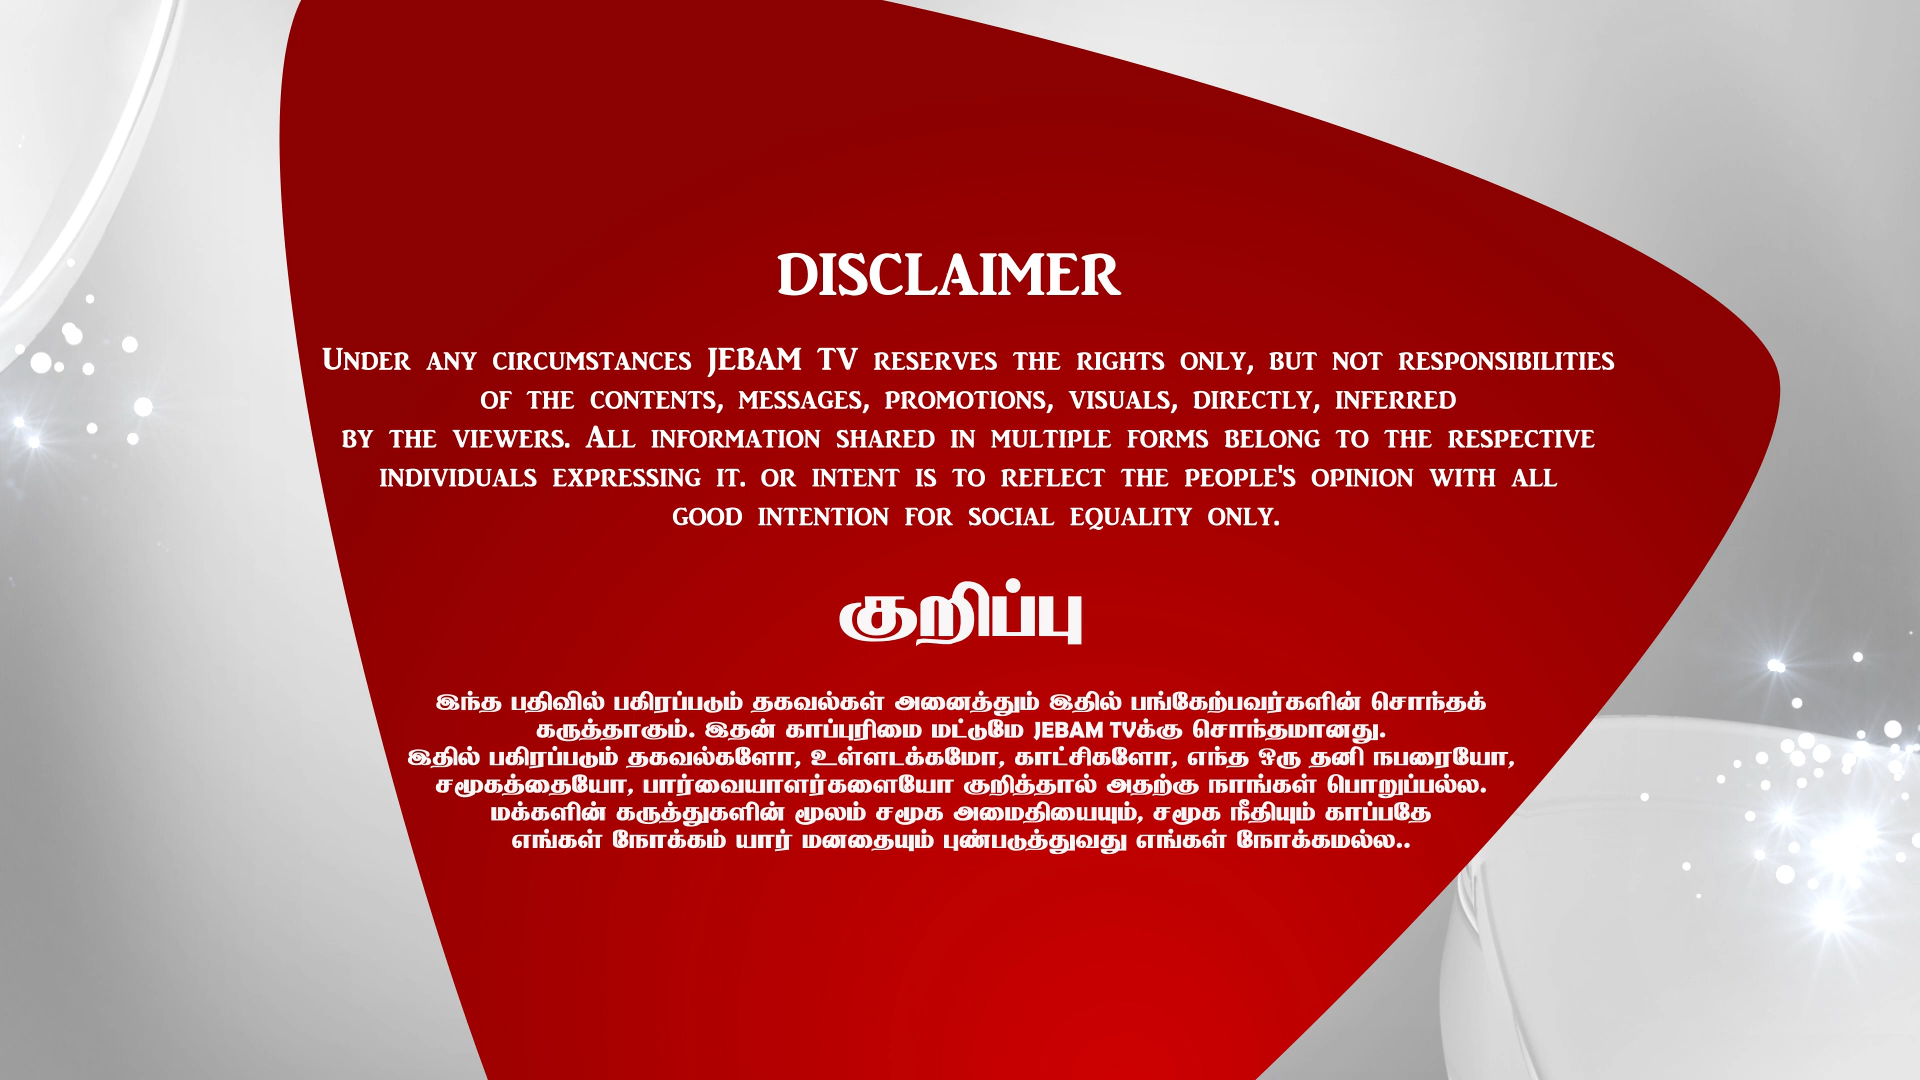 DISCLAIMER
Under any circumstances JEBAM TV reserves the rights only, but not responsibilities
of the contents, messages, promotions, visuals, directly, inferred
by the viewers. All information shared in multiple forms belong to the respective
individuals expressing it. or intent is to reflect the people's opinion with all
good intention for social equality only.
குறிப்பு
இந்த பதிவில் பகிரப்படும் தகவல்கள் அனைத்தும் இதில் பங்கேற்பவர்களின் சொந்தக்
கருத்தாகும். இதன் காப்புரிமை மட்டுமே JEBAM TVக்கு சொந்தமானது.
இதில் பகிரப்படும் தகவல்களோ, உள்ளடக்கமோ, காட்சிகளோ, எந்த ஒரு தனி நபரையோ,
சமூகத்தையோ, பார்வையாளர்களையோ குறித்தால் அதற்கு நாங்கள் பொறுப்பல்ல.
மக்களின் கருத்துகளின் மூலம் சமூக அமைதியையும், சமூக நீதியும் காப்பதே
எங்கள் நோக்கம் யார் மனதையும் புண்படுத்துவது எங்கள் நோக்கமல்ல..